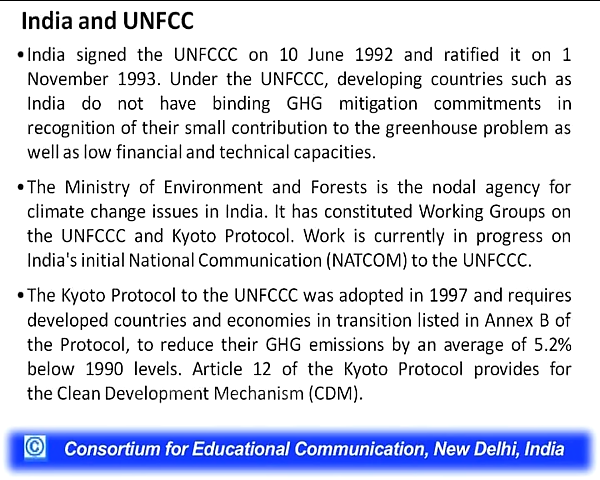 India and UNFCC
•India signed the UNFCCC on 10 June 1992 and ratified it on 1
November 1993. Under the UNFCCC, developing countries such as
India do not have binding GHG mitigation commitments in
recognition of their small contribution to the greenhouse problem as
well as low financial and technical capacities.
•The Ministry of Environment and Forests is the nodal agency for
climate change issues in India. It has constituted Working Groups on
the UNFCCC and Kyoto Protocol. Work is currently in progress on
India's initial National Communication (NATCOM) to the UNFCCC.
•The Kyoto Protocol to the UNFCCC was adopted in 1997 and requires
developed countries and economies in transition listed in Annex B of
the Protocol, to reduce their GHG emissions by an average of 5.2%
below 1990 levels. Article 12 of the Kyoto Protocol provides for
the Clean Development Mechanism (CDM).
© Consortium for Educational Communication, New Delhi, India